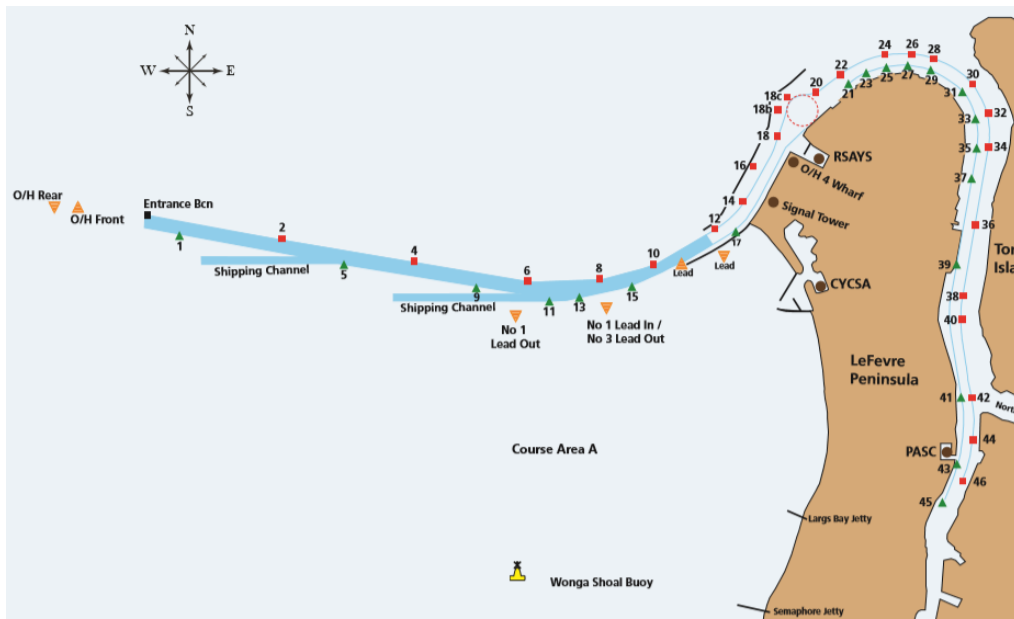 N
W E
S
24
26
28
22
20
30
18c
18b
21
23
25
27
29
31
32
18
33
34
35
16
RSAYS
O/H 4 Wharf
37
O/H Rear
O/H Front
Entrance Bcn
14
Signal Tower
12
36
1
2
17
4
10
Lead
Lead
39
Shipping Channel
5
6
8
CYCSA
38
9
15
Shipping Channel
11
13
40
No 1
Lead Out
No 1 Lead In /
No 3 Lead Out
LeFevre
Peninsula
41
42
44
Course Area A
PASC
43
46
45
Largs Bay Jetty
Wonga Shoal Buoy
Semaphore Jetty